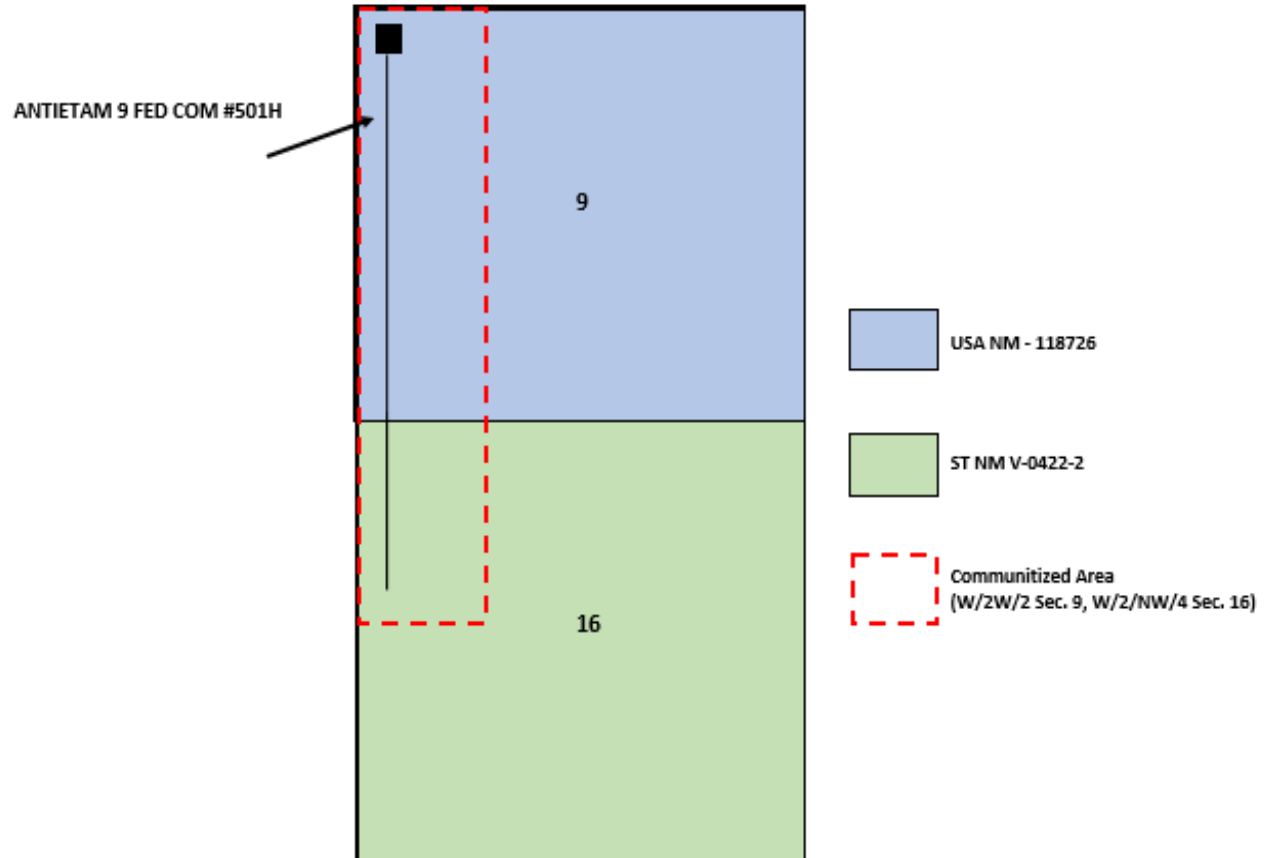 ANTIETAM 9 FED COM #501H
9
USA NM - 118726
ST NM V-0422-2
Communitized Area
(W/2W/2 Sec. 9, W/2/NW/4 Sec. 16)
16